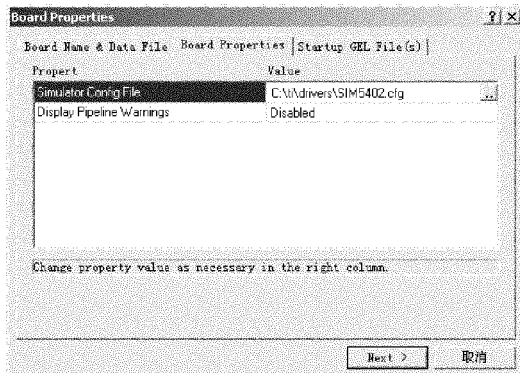 Board Properties
Board Name & Data File Board Properties Startup GEL File(s)
Propert Value
Simulator Config File C:\ti\drivers\SIM5402.cfg ...
Display Pipeline Warnings Disabled
Change property value as necessary in the right column.
Next > 取消